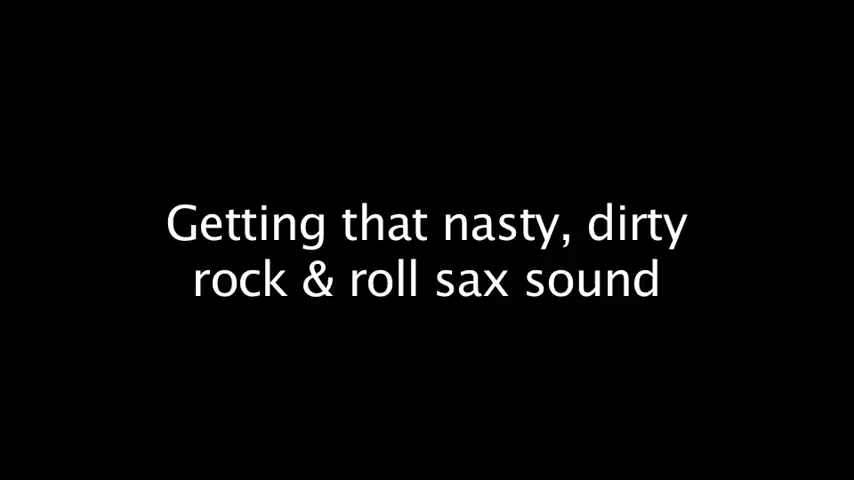 Getting that nasty, dirty
rock & roll sax sound